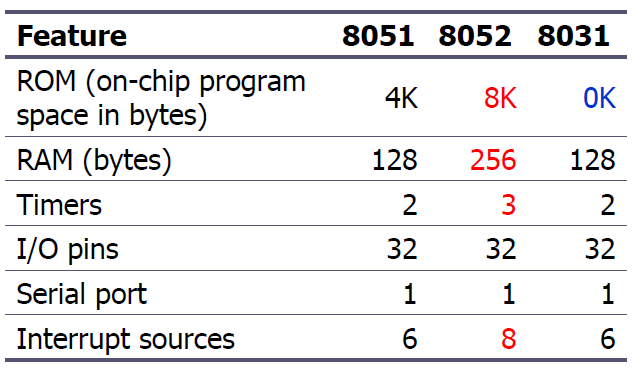 Feature 8051 8052 8031
ROM (on-chip program
space in bytes) 4K 8K 0K
RAM (bytes) 128 256 128
Timers 2 3 2
I/O pins 32 32 32
Serial port 1 1 1
Interrupt sources 6 8 6